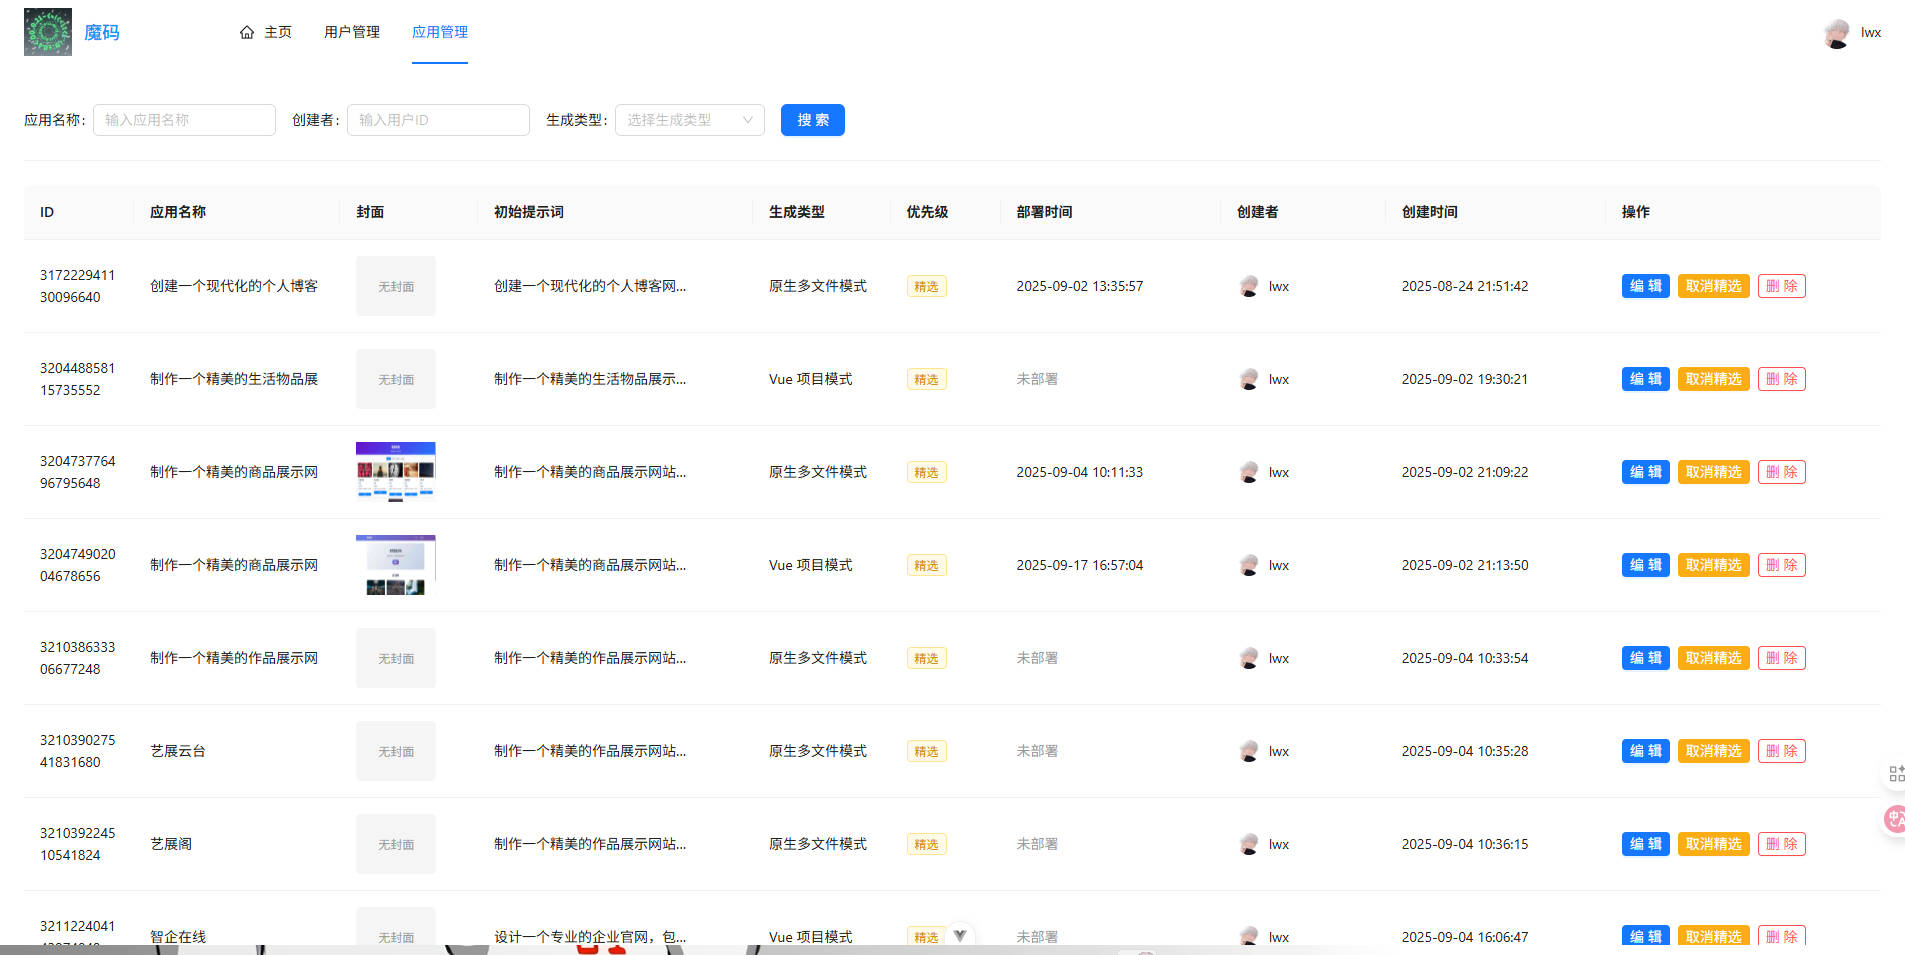 魔码
主页 用户管理 应用管理
lwx
应用名称: 输入应用名称 创建者: 输入用户ID 生成类型: 选择生成类型 搜 索
ID 应用名称 封面 初始提示词 生成类型 优先级 部署时间 创建者 创建时间 操作
3172229411
30096640
创建一个现代化的个人博客 无封面 创建一个现代化的个人博客网... 原生多文件模式 精选 2025-09-02 13:35:57 lwx 2025-08-24 21:51:42 编 辑 取消精选 删 除
3204488581
15735552
制作一个精美的生活物品展 无封面 制作一个精美的生活物品展示... Vue 项目模式 精选 未部署 lwx 2025-09-02 19:30:21 编 辑 取消精选 删 除
3204737764
96795648
制作一个精美的商品展示网 制作一个精美的商品展示网站... 原生多文件模式 精选 2025-09-04 10:11:33 lwx 2025-09-02 21:09:22 编 辑 取消精选 删 除
3204749020
04678656
制作一个精美的商品展示网 制作一个精美的商品展示网站... Vue 项目模式 精选 2025-09-17 16:57:04 lwx 2025-09-02 21:13:50 编 辑 取消精选 删 除
3210386333
06677248
制作一个精美的作品展示网 无封面 制作一个精美的作品展示网站... 原生多文件模式 精选 未部署 lwx 2025-09-04 10:33:54 编 辑 取消精选 删 除
3210390275
41831680
艺展云台 无封面 制作一个精美的作品展示网站... 原生多文件模式 精选 未部署 lwx 2025-09-04 10:35:28 编 辑 取消精选 删 除
3210392245
10541824
艺展阁 无封面 制作一个精美的作品展示网站... 原生多文件模式 精选 未部署 lwx 2025-09-04 10:36:15 编 辑 取消精选 删 除
3211224041
智企在线 无封面 设计一个专业的企业官网，包... Vue 项目模式 精选 未部署 lwx 2025-09-04 16:06:47 编 辑 取消精选 删 除